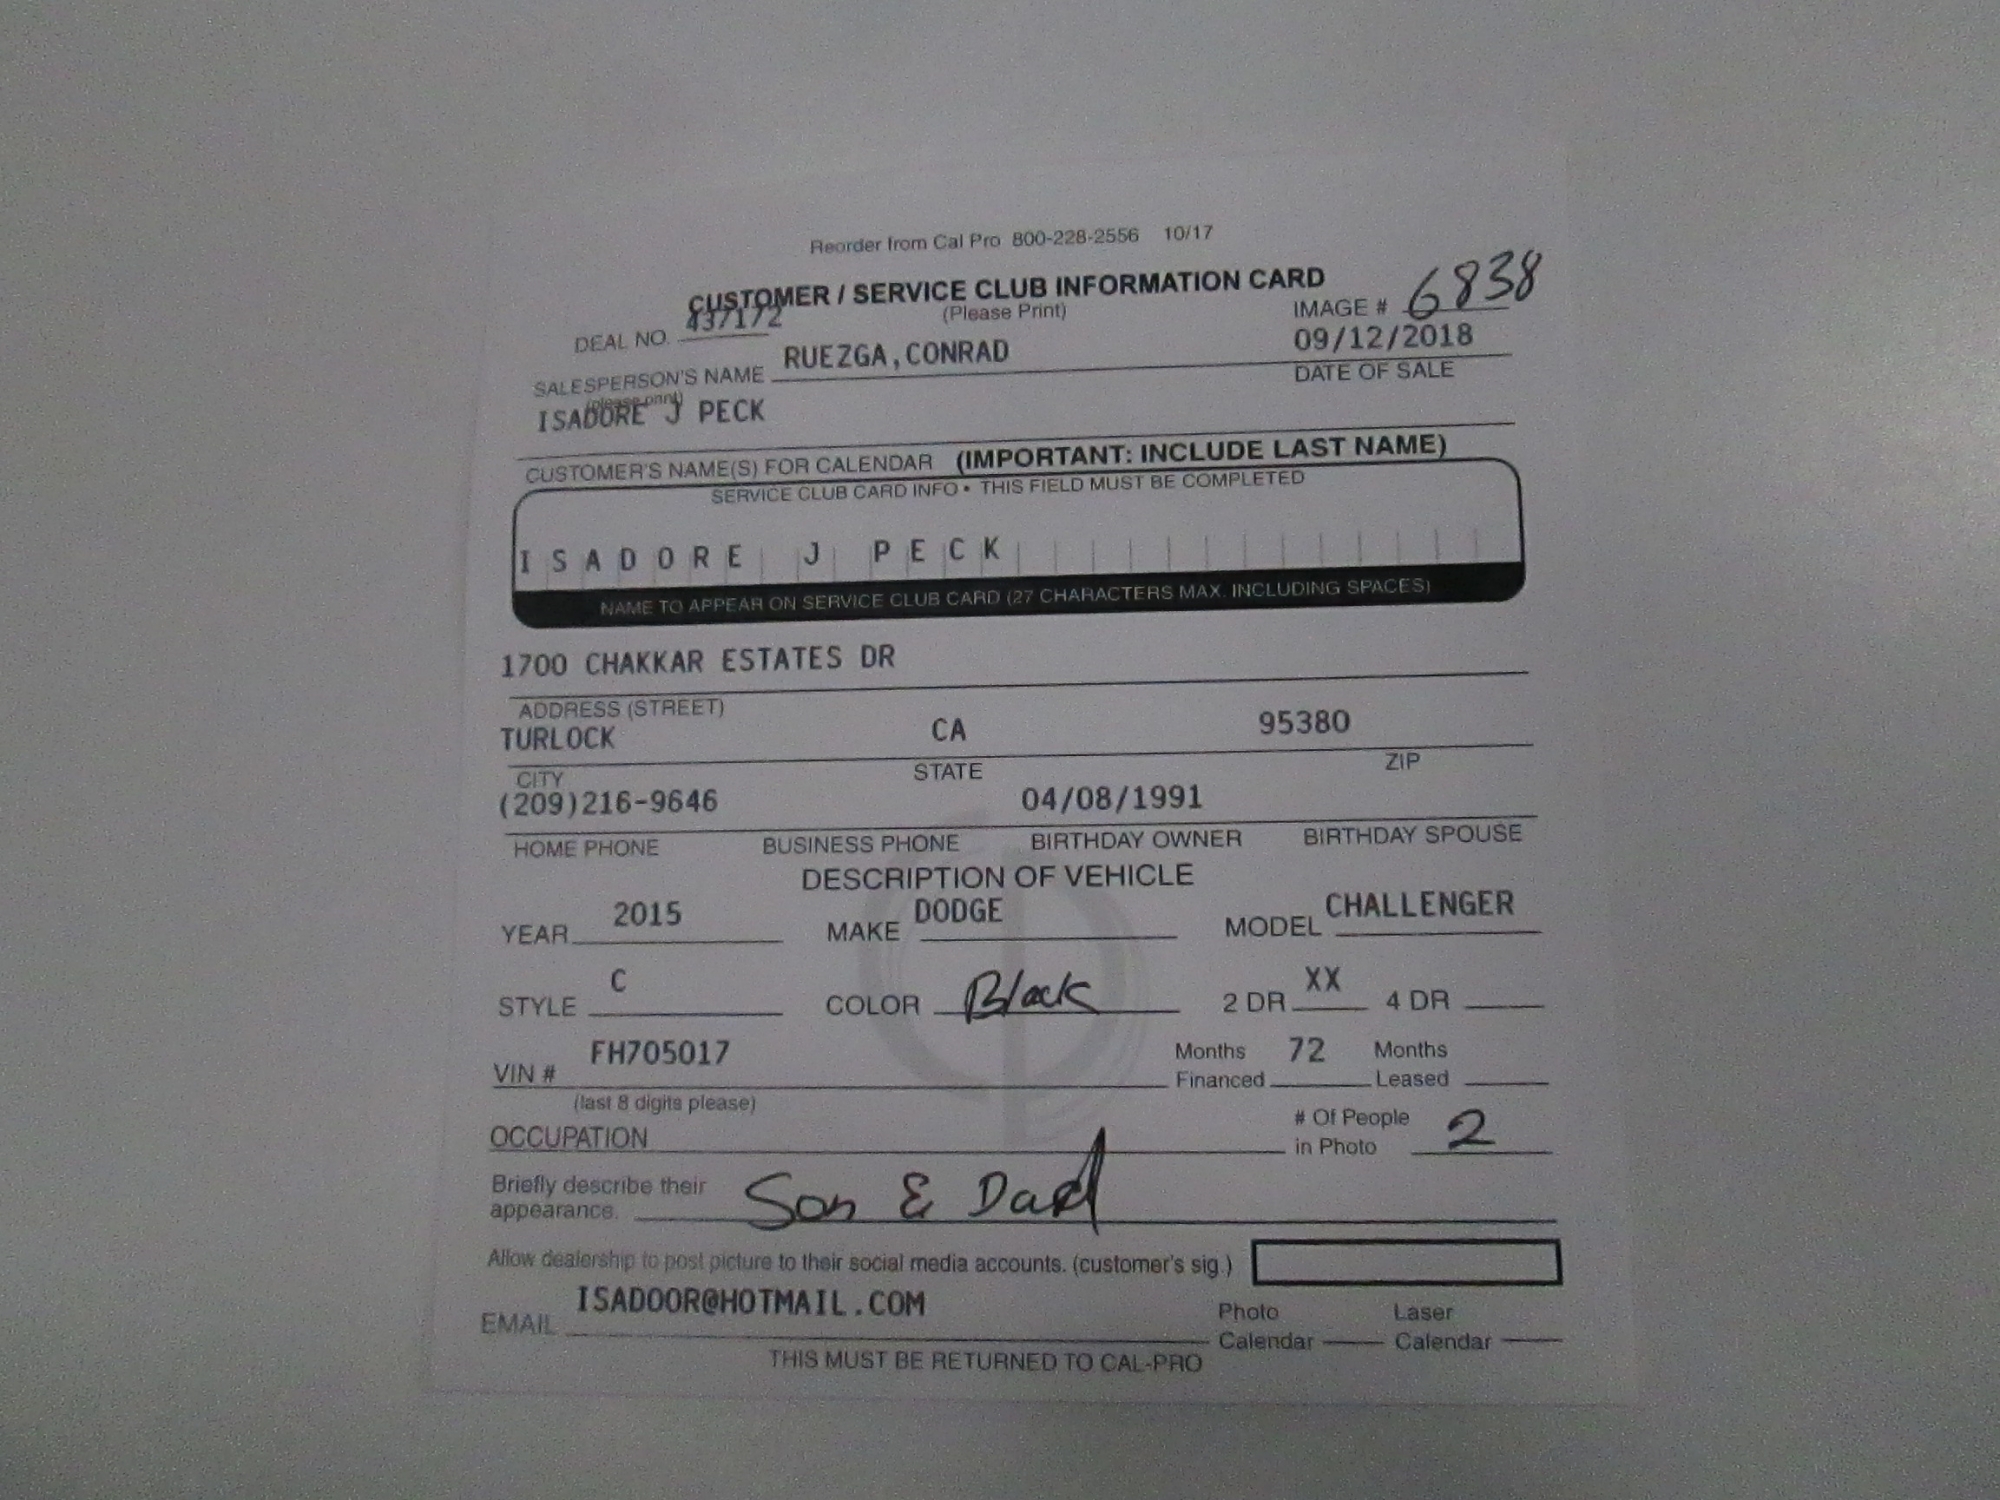 Reorder from Cal Pro 800-228-2556 10/17
CUSTOMER / SERVICE CLUB INFORMATION CARD
(Please Print)
IMAGE # 6838
DEAL NO. 437172
SALESPERSON'S NAME RUEZGA,CONRAD
(please print)
09/12/2018
DATE OF SALE
ISADORE J PECK
CUSTOMER'S NAME(S) FOR CALENDAR (IMPORTANT: INCLUDE LAST NAME)
SERVICE CLUB CARD INFO • THIS FIELD MUST BE COMPLETED
ISADORE J PECK
NAME TO APPEAR ON SERVICE CLUB CARD (27 CHARACTERS MAX. INCLUDING SPACES)
1700 CHAKKAR ESTATES DR
ADDRESS (STREET)
TURLOCK CA 95380
CITY STATE ZIP
(209)216-9646 04/08/1991
HOME PHONE BUSINESS PHONE BIRTHDAY OWNER BIRTHDAY SPOUSE
DESCRIPTION OF VEHICLE
YEAR 2015 MAKE DODGE MODEL CHALLENGER
STYLE C COLOR Black 2 DR XX 4 DR
VIN # FH705017
(last 8 digits please)
Months Financed 72 Months Leased
OCCUPATION
# Of People in Photo 2
Briefly describe their
appearance. Son & Dad
Allow dealership to post picture to their social media accounts. (customer's sig.)
EMAIL ISADOOR@HOTMAIL.COM
Photo Calendar Laser Calendar
THIS MUST BE RETURNED TO CAL-PRO